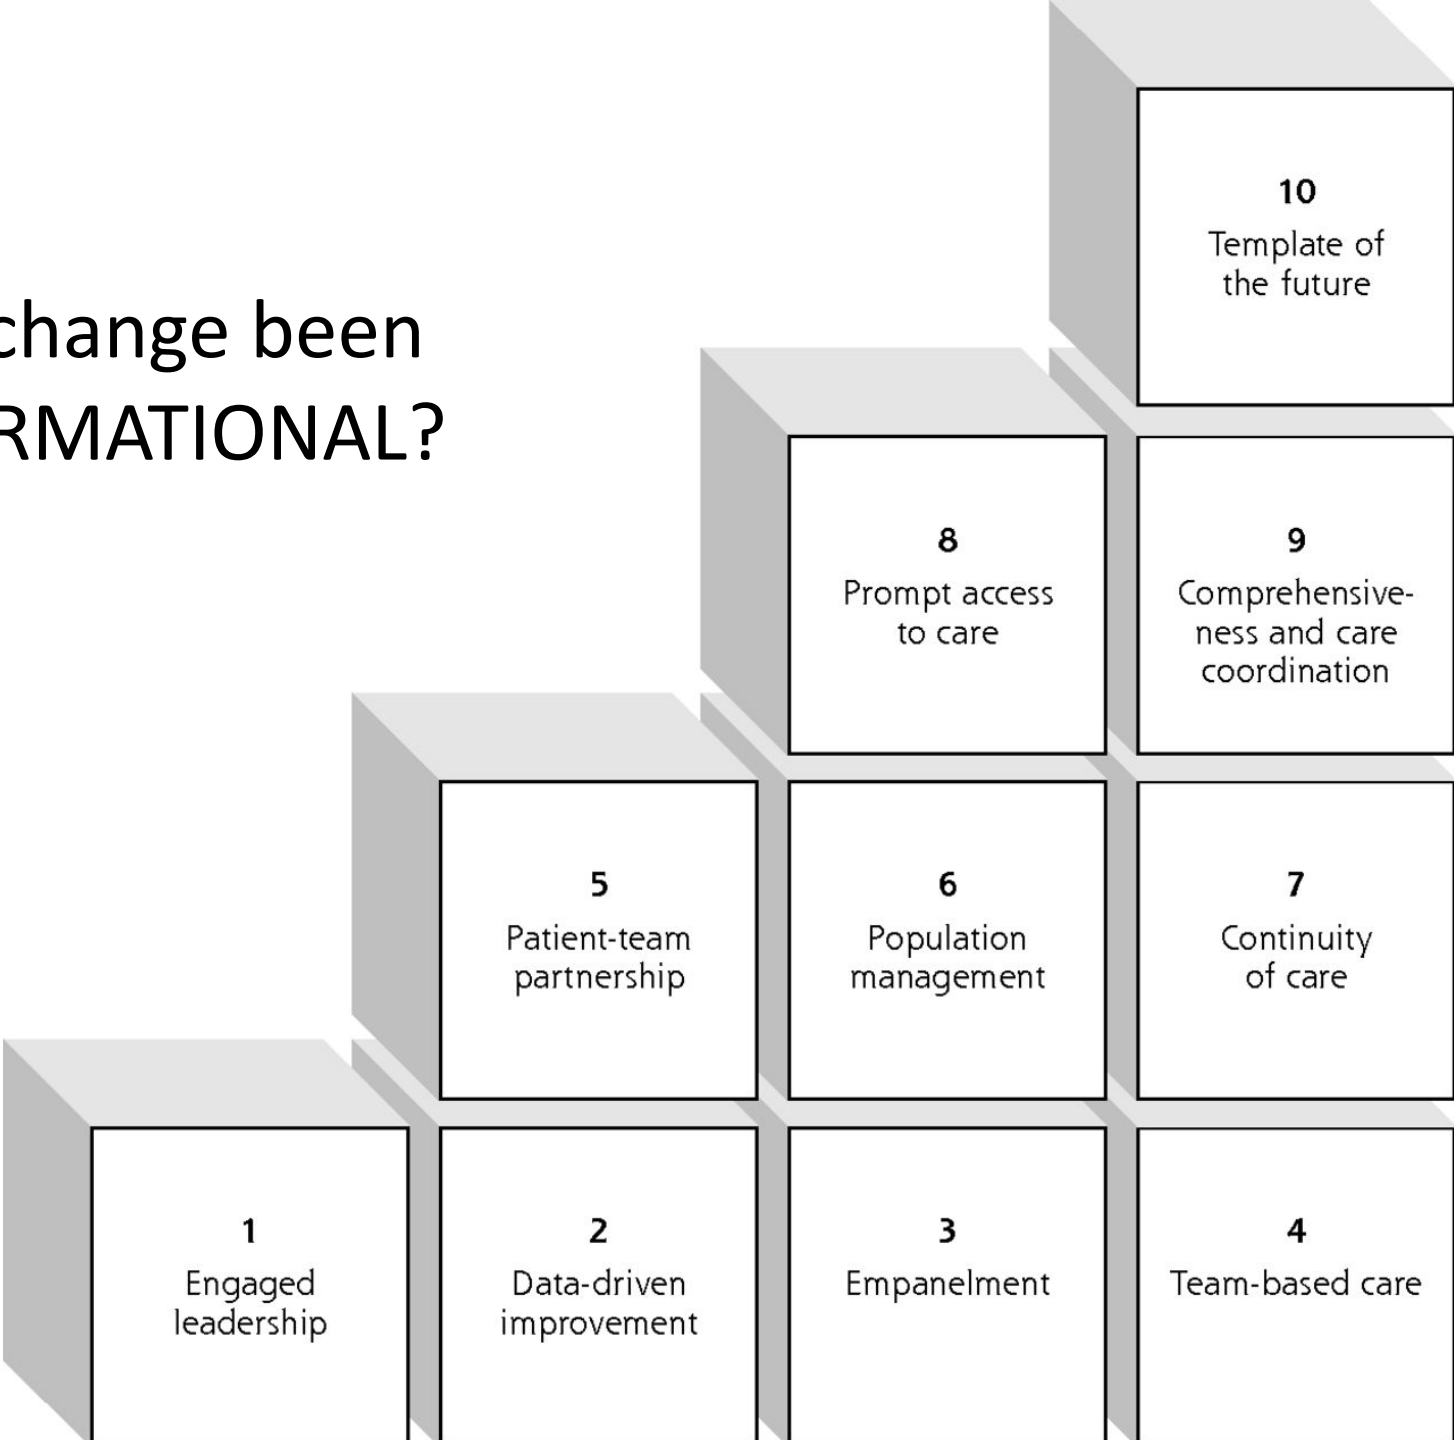 change been
RMATIONAL?
10
Template of
the future
8
Prompt access
to care
9
Comprehensive-
ness and care
coordination
5
Patient-team
partnership
6
Population
management
7
Continuity
of care
1
Engaged
leadership
2
Data-driven
improvement
3
Empanelment
4
Team-based care